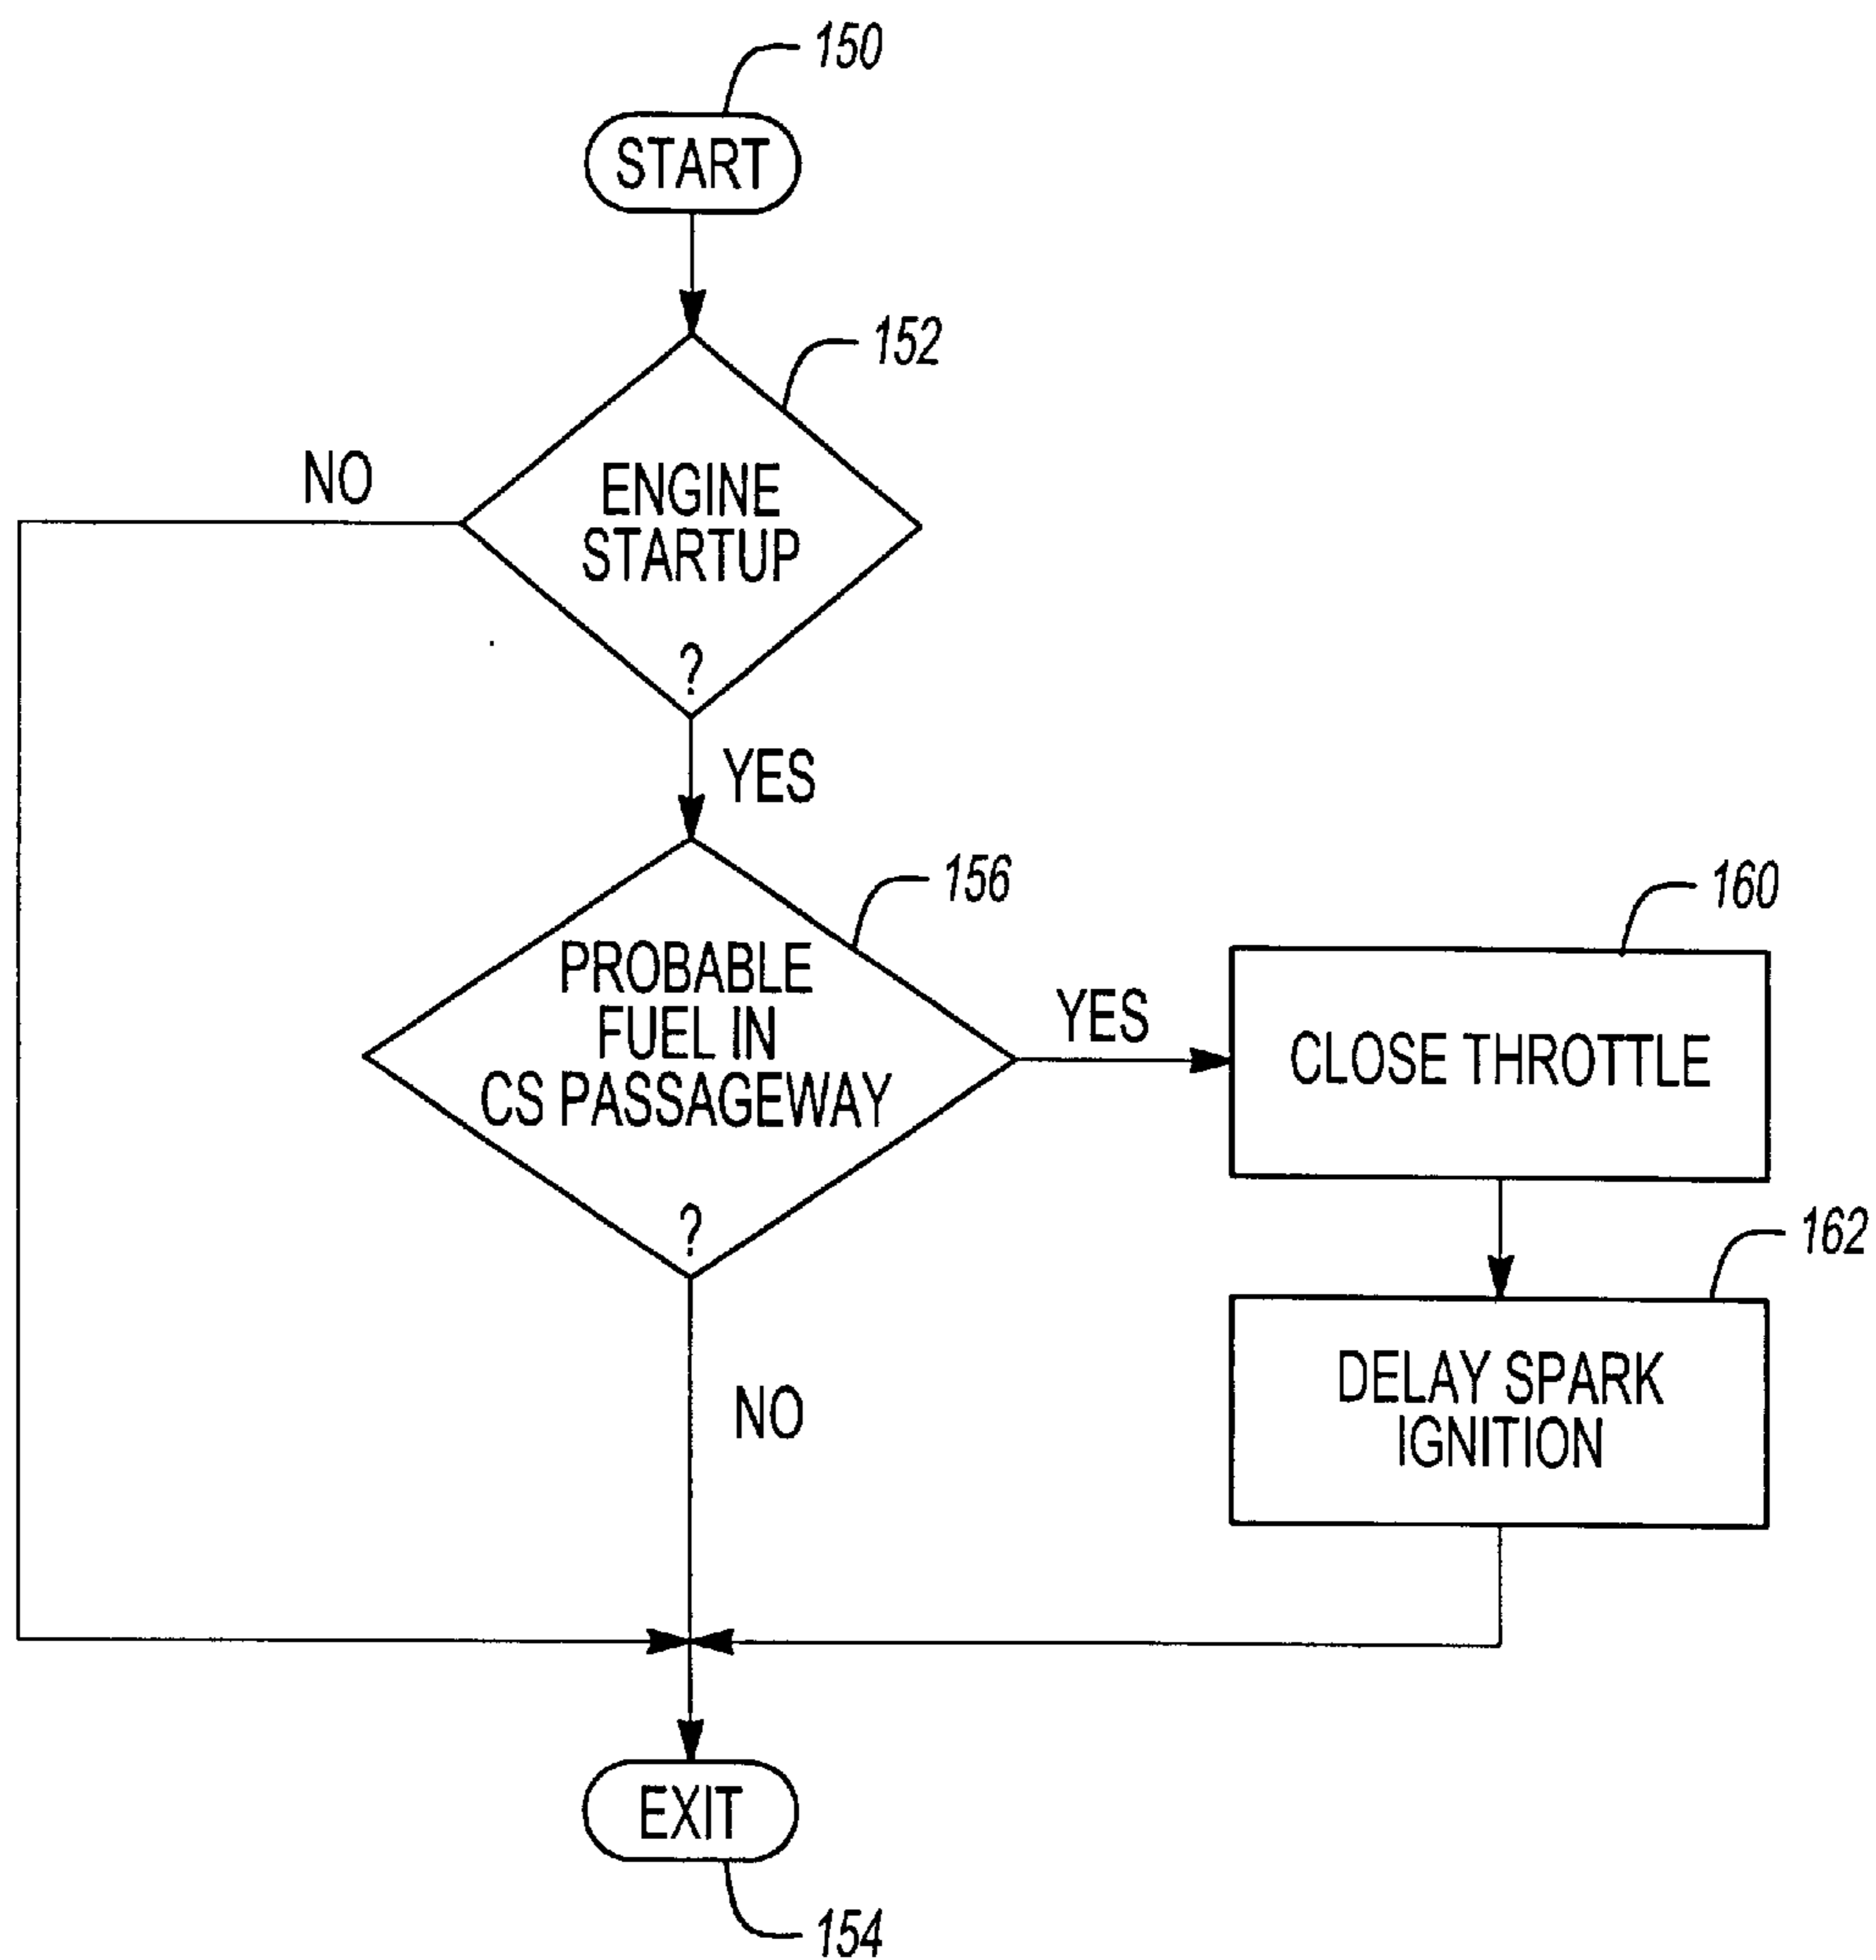 150
START
152
NO
ENGINE
STARTUP
?
YES
156
PROBABLE
FUEL IN
CS PASSAGEWAY
?
YES
160
CLOSE THROTTLE
162
DELAY SPARK
IGNITION
NO
EXIT
154